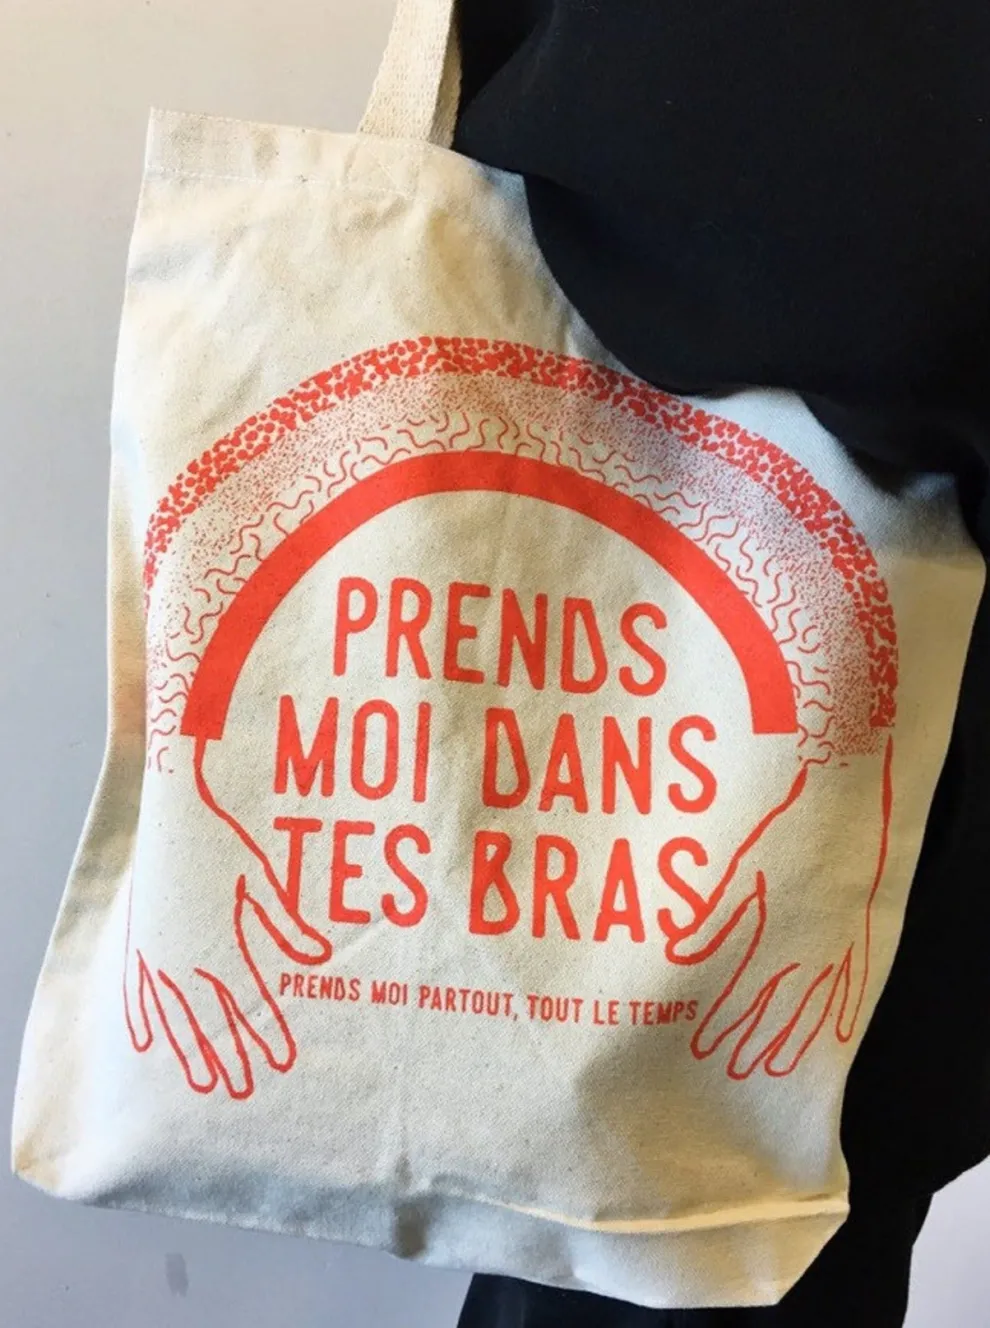 PRENDS
MOI DANS
TES BRAS
PRENDS MOI PARTOUT, TOUT LE TEMPS